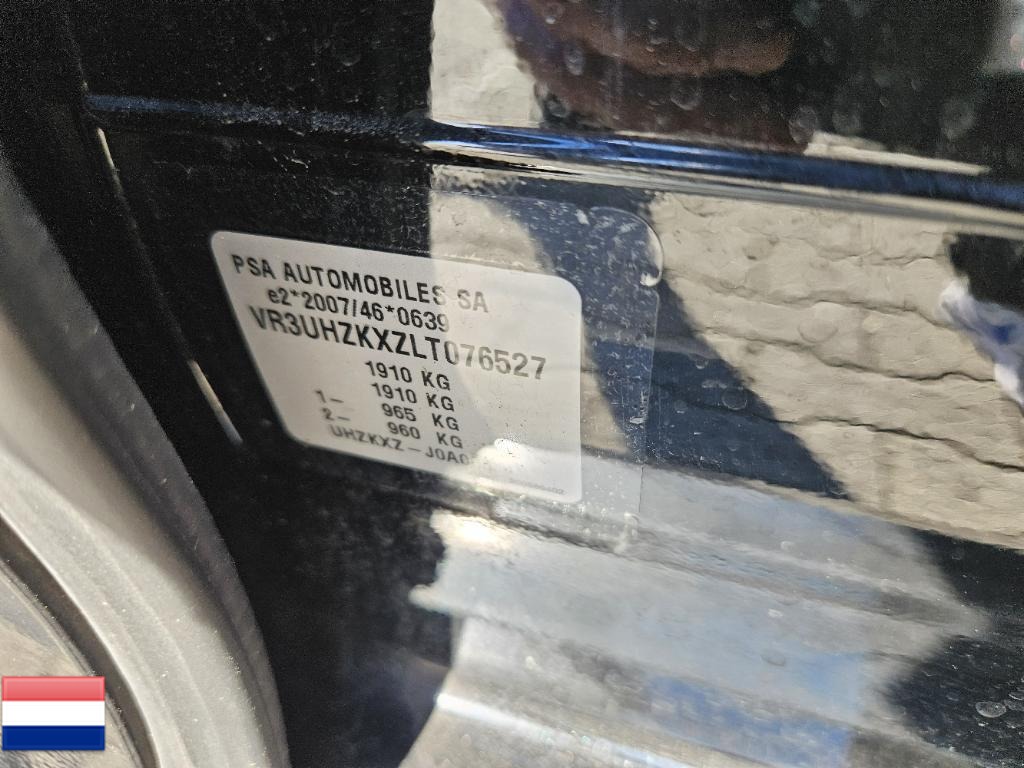 PSA AUTOMOBILES SA
e2*2007/46*0639
VR3UHZKXZLT076527
1910 KG
1910 KG
1– 965 KG
2– 960 KG
UHZKXZ –